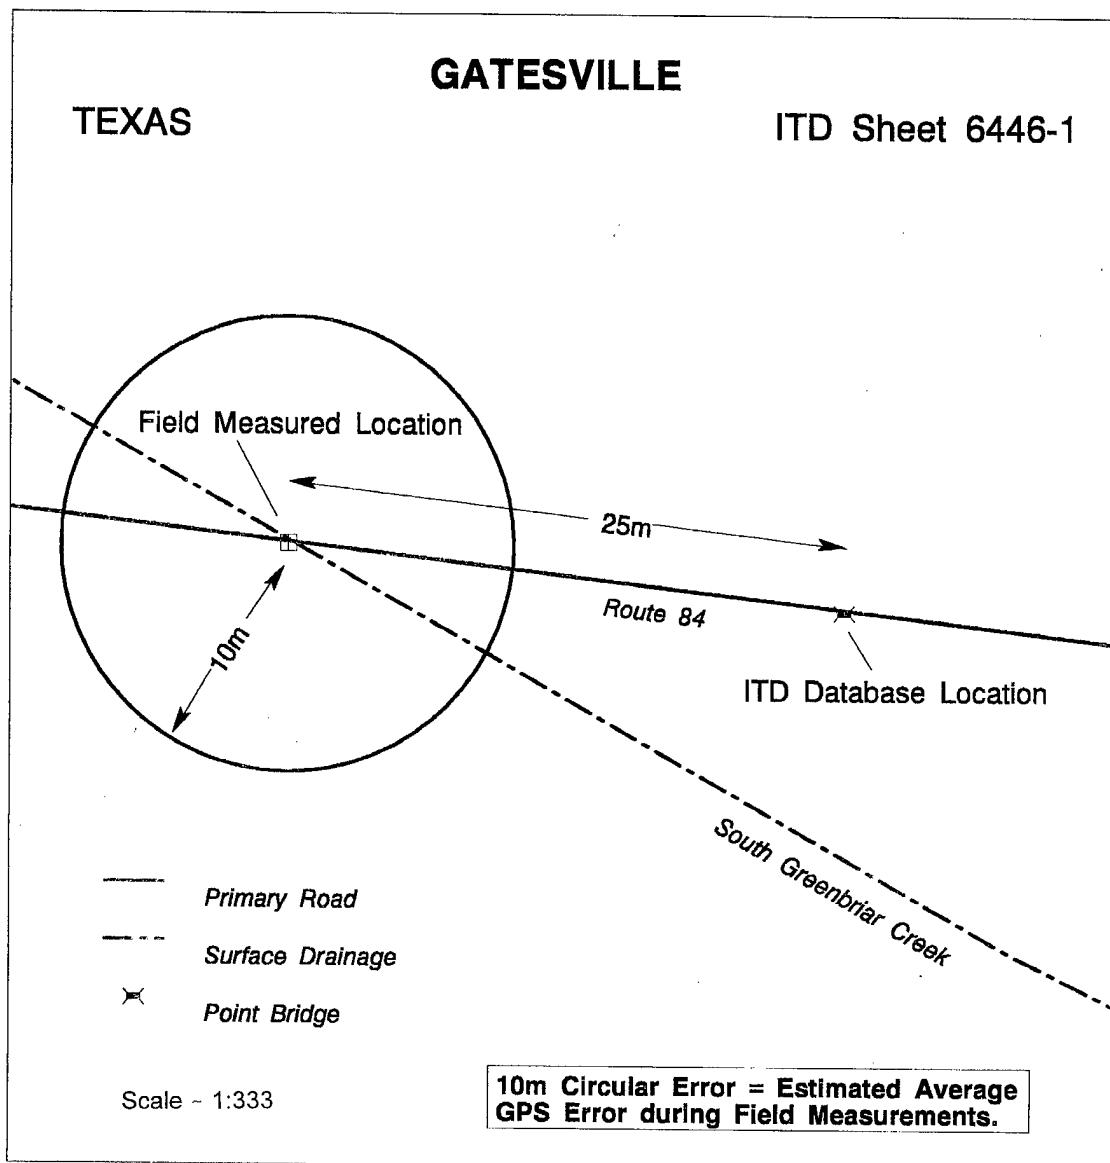 GATESVILLE
TEXAS
ITD Sheet 6446-1
Field Measured Location
25m
Route 84
10m
ITD Database Location
South Greenbriar Creek
Primary Road
Surface Drainage
Point Bridge
Scale ~ 1:333
10m Circular Error = Estimated Average
GPS Error during Field Measurements.